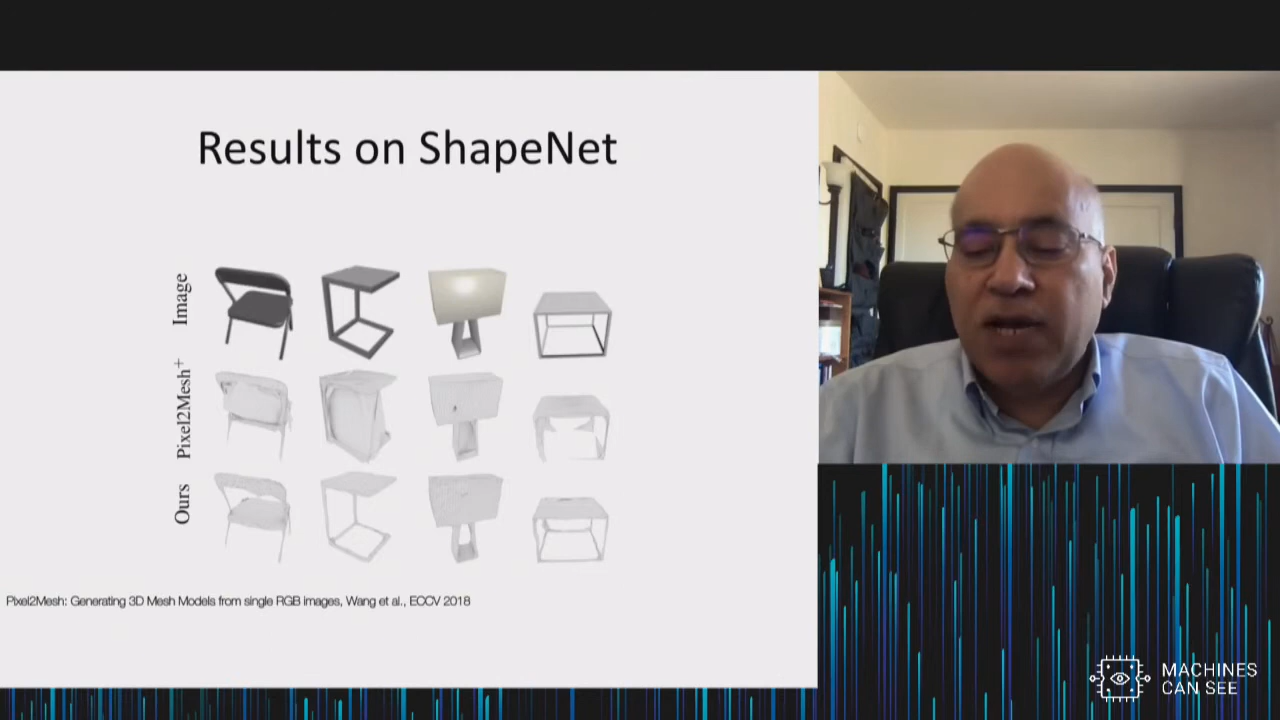 Results on ShapeNet
Image
Pixel2Mesh+
Ours
Pixel2Mesh: Generating 3D Mesh Models from single RGB images, Wang et al., ECCV 2018
MACHINES
CAN SEE